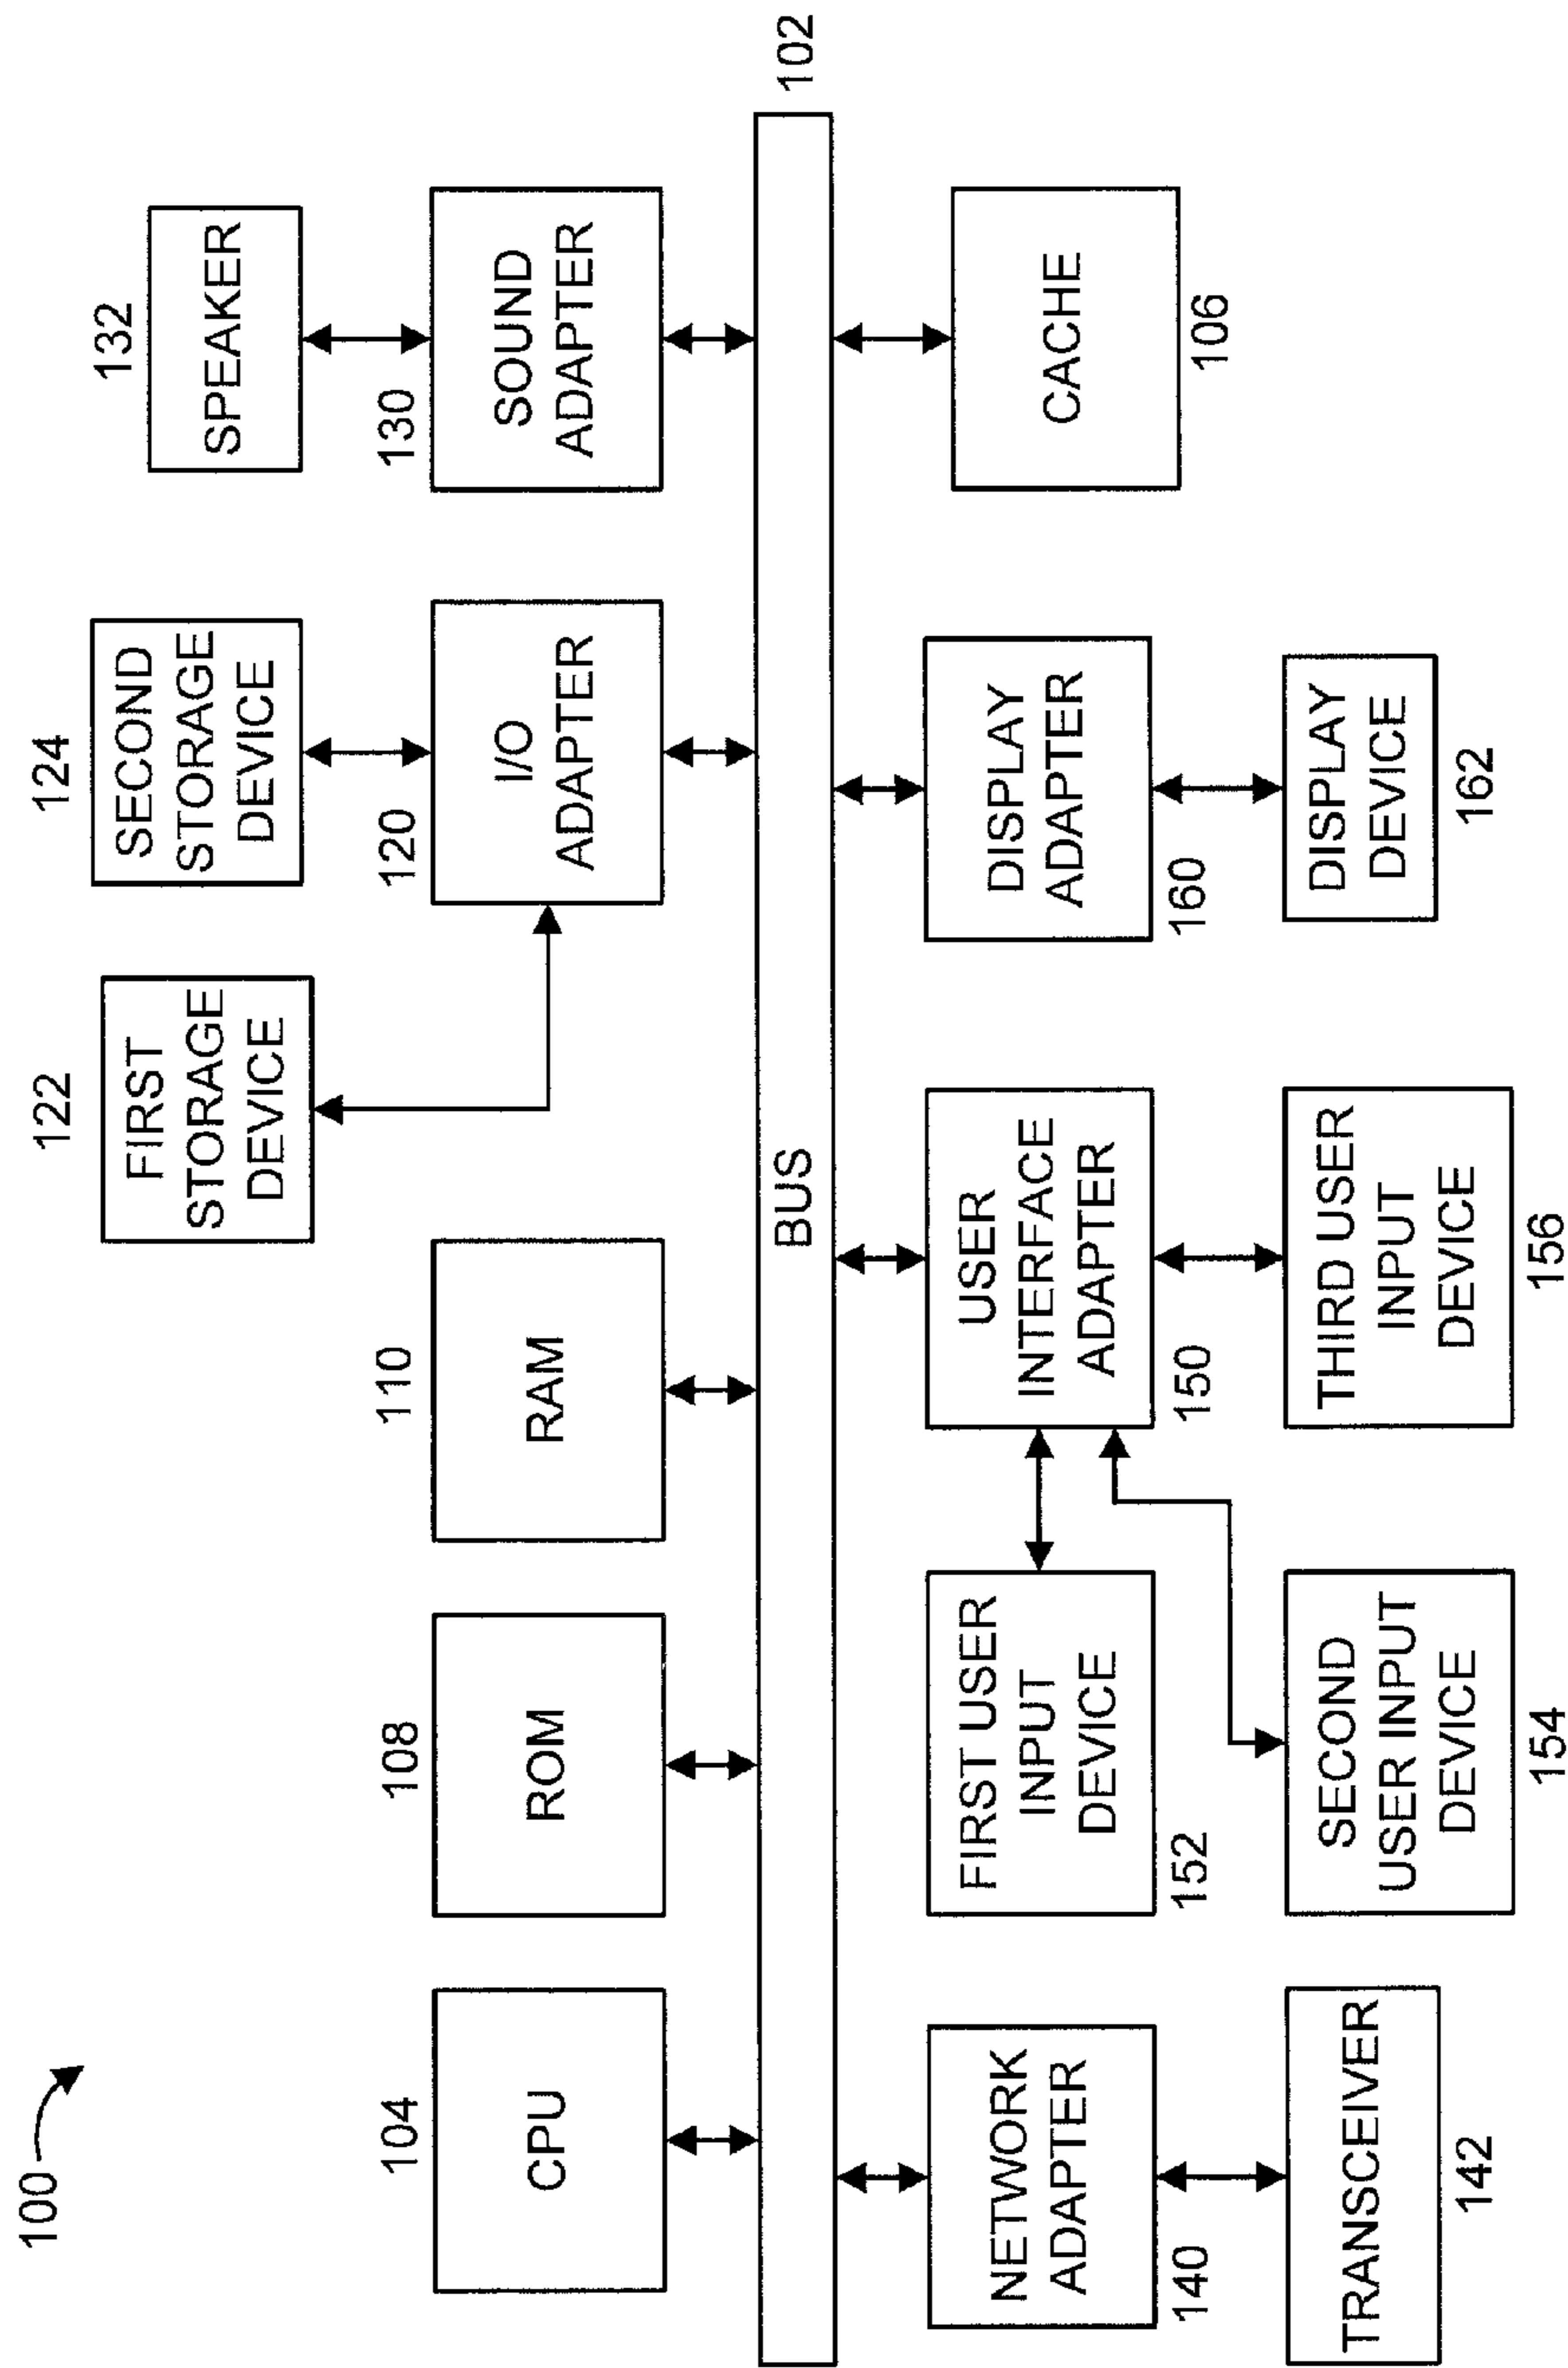 100
104
CPU
108
ROM
110
RAM
122
FIRST
STORAGE
DEVICE
124
SECOND
STORAGE
DEVICE
120
I/O
ADAPTER
132
SPEAKER
130
SOUND
ADAPTER
BUS
102
NETWORK
ADAPTER
140
TRANSCEIVER
142
FIRST USER
INPUT
DEVICE
152
SECOND
USER INPUT
DEVICE
154
USER
INTERFACE
ADAPTER
150
THIRD USER
INPUT
DEVICE
156
DISPLAY
ADAPTER
160
DISPLAY
DEVICE
162
CACHE
106